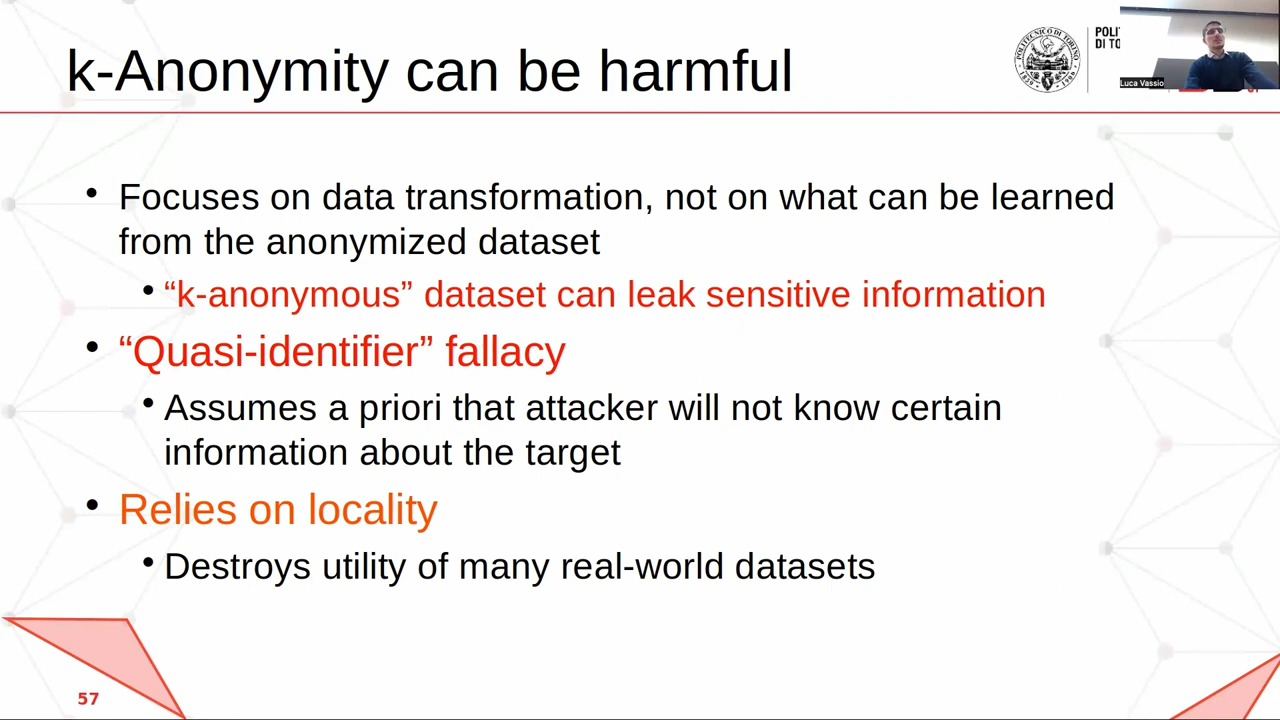 k-Anonymity can be harmful
POLI
DI TO
Luca Vassio
• Focuses on data transformation, not on what can be learned
from the anonymized dataset
• “k-anonymous” dataset can leak sensitive information
• “Quasi-identifier” fallacy
• Assumes a priori that attacker will not know certain
information about the target
• Relies on locality
• Destroys utility of many real-world datasets
57